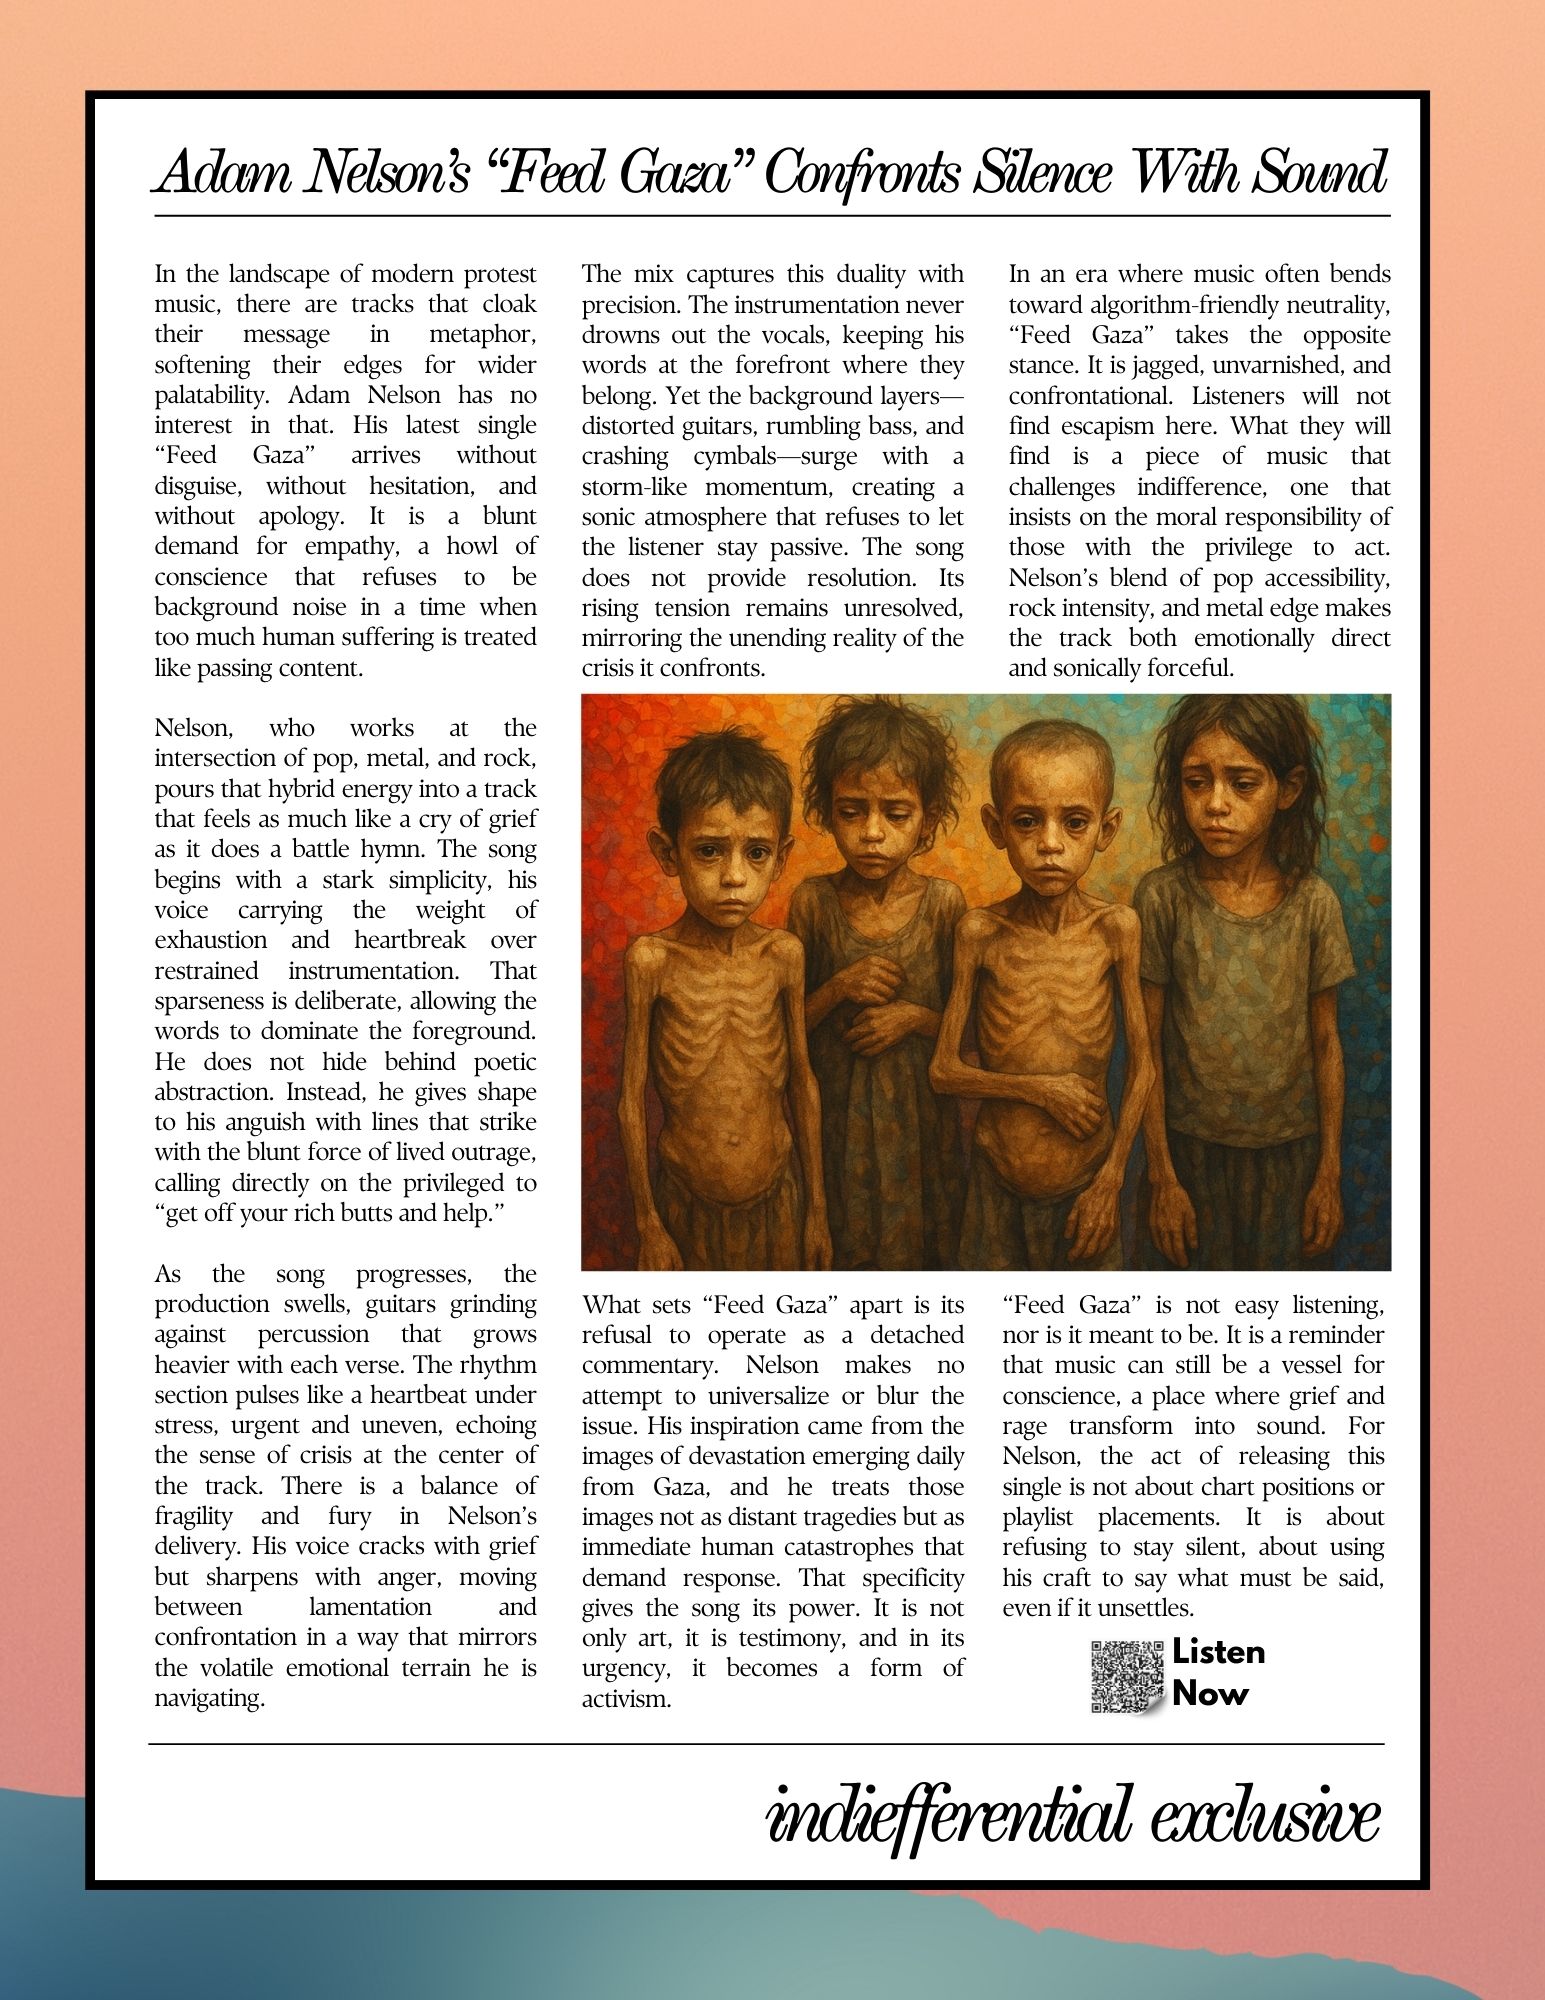 Adam Nelson's “Feed Gaza” Confronts Silence With Sound
In the landscape of modern protest
music, there are tracks that cloak
their message in metaphor,
softening their edges for wider
palatability. Adam Nelson has no
interest in that. His latest single
“Feed Gaza” arrives without
disguise, without hesitation, and
without apology. It is a blunt
demand for empathy, a howl of
conscience that refuses to be
background noise in a time when
too much human suffering is treated
like passing content.
Nelson, who works at the
intersection of pop, metal, and rock,
pours that hybrid energy into a track
that feels as much like a cry of grief
as it does a battle hymn. The song
begins with a stark simplicity, his
voice carrying the weight of
exhaustion and heartbreak over
restrained instrumentation. That
sparseness is deliberate, allowing the
words to dominate the foreground.
He does not hide behind poetic
abstraction. Instead, he gives shape
to his anguish with lines that strike
with the blunt force of lived outrage,
calling directly on the privileged to
“get off your rich butts and help.”
As the song progresses, the
production swells, guitars grinding
against percussion that grows
heavier with each verse. The rhythm
section pulses like a heartbeat under
stress, urgent and uneven, echoing
the sense of crisis at the center of
the track. There is a balance of
fragility and fury in Nelson's
delivery. His voice cracks with grief
but sharpens with anger, moving
between lamentation and
confrontation in a way that mirrors
the volatile emotional terrain he is
navigating.
The mix captures this duality with
precision. The instrumentation never
drowns out the vocals, keeping his
words at the forefront where they
belong. Yet the background layers—
distorted guitars, rumbling bass, and
crashing cymbals—surge with a
storm-like momentum, creating a
sonic atmosphere that refuses to let
the listener stay passive. The song
does not provide resolution. Its
rising tension remains unresolved,
mirroring the unending reality of the
crisis it confronts.
In an era where music often bends
toward algorithm-friendly neutrality,
“Feed Gaza” takes the opposite
stance. It is jagged, unvarnished, and
confrontational. Listeners will not
find escapism here. What they will
find is a piece of music that
challenges indifference, one that
insists on the moral responsibility of
those with the privilege to act.
Nelson's blend of pop accessibility,
rock intensity, and metal edge makes
the track both emotionally direct
and sonically forceful.
What sets “Feed Gaza” apart is its
refusal to operate as a detached
commentary. Nelson makes no
attempt to universalize or blur the
issue. His inspiration came from the
images of devastation emerging daily
from Gaza, and he treats those
images not as distant tragedies but as
immediate human catastrophes that
demand response. That specificity
gives the song its power. It is not
only art, it is testimony, and in its
urgency, it becomes a form of
activism.
“Feed Gaza” is not easy listening,
nor is it meant to be. It is a reminder
that music can still be a vessel for
conscience, a place where grief and
rage transform into sound. For
Nelson, the act of releasing this
single is not about chart positions or
playlist placements. It is about
refusing to stay silent, about using
his craft to say what must be said,
even if it unsettles.
Listen
Now
indiefferential exclusive